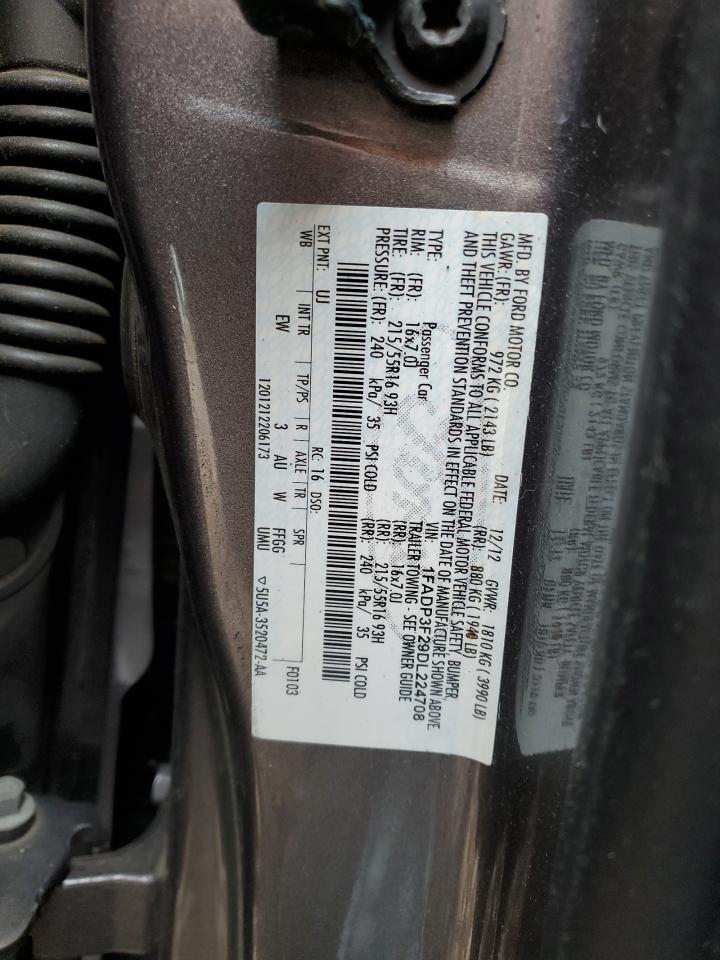 MFD. BY FORD MOTOR CO.
DATE: 12/12 GVWR: 1810 KG ( 3990 LB)
GAWR:(FR): 972 KG ( 2143 LB) (RR): 880 KG ( 1940 LB)
THIS VEHICLE CONFORMS TO ALL APPLICABLE FEDERAL MOTOR VEHICLE SAFETY, BUMPER,
AND THEFT PREVENTION STANDARDS IN EFFECT ON THE DATE OF MANUFACTURE SHOWN ABOVE
VIN: 1FADP3F29DL224708
TYPE: Passenger Car TRAILER TOWING - SEE OWNER GUIDE
RIM: (FR): 16x7.0J (RR): 16x7.0J
TIRE: (FR): 215/55R16 93H (RR): 215/55R16 93H
PRESSURE: (FR): 240 kPa/ 35 PSI COLD (RR): 240 kPa/ 35 PSI COLD
EXT PNT: UJ RC: 16 DSO: F0103
WB INT TR TP/PS R AXLE TR SPR
EW 3 AU W FFGG
1201212206173 UMU ▽5U5A-3520472-AA